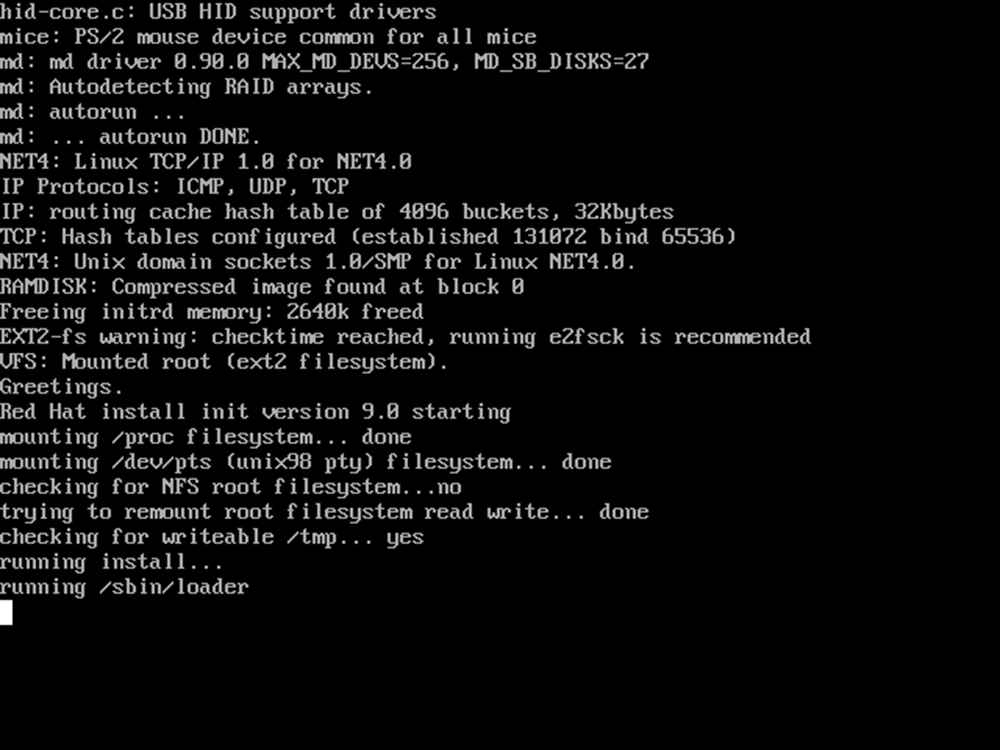 hid-core.c: USB HID support drivers
mice: PS/2 mouse device common for all mice
md: md driver 0.90.0 MAX_MD_DEVS=256, MD_SB_DISKS=27
md: Autodetecting RAID arrays.
md: autorun ...
md: ... autorun DONE.
NET4: Linux TCP/IP 1.0 for NET4.0
IP Protocols: ICMP, UDP, TCP
IP: routing cache hash table of 4096 buckets, 32Kbytes
TCP: Hash tables configured (established 131072 bind 65536)
NET4: Unix domain sockets 1.0/SMP for Linux NET4.0.
RAMDISK: Compressed image found at block 0
Freeing initrd memory: 2640k freed
EXT2-fs warning: checktime reached, running e2fsck is recommended
VFS: Mounted root (ext2 filesystem).
Greetings.
Red Hat install init version 9.0 starting
mounting /proc filesystem... done
mounting /dev/pts (unix98 pty) filesystem... done
checking for NFS root filesystem...no
trying to remount root filesystem read write... done
checking for writeable /tmp... yes
running install...
running /sbin/loader